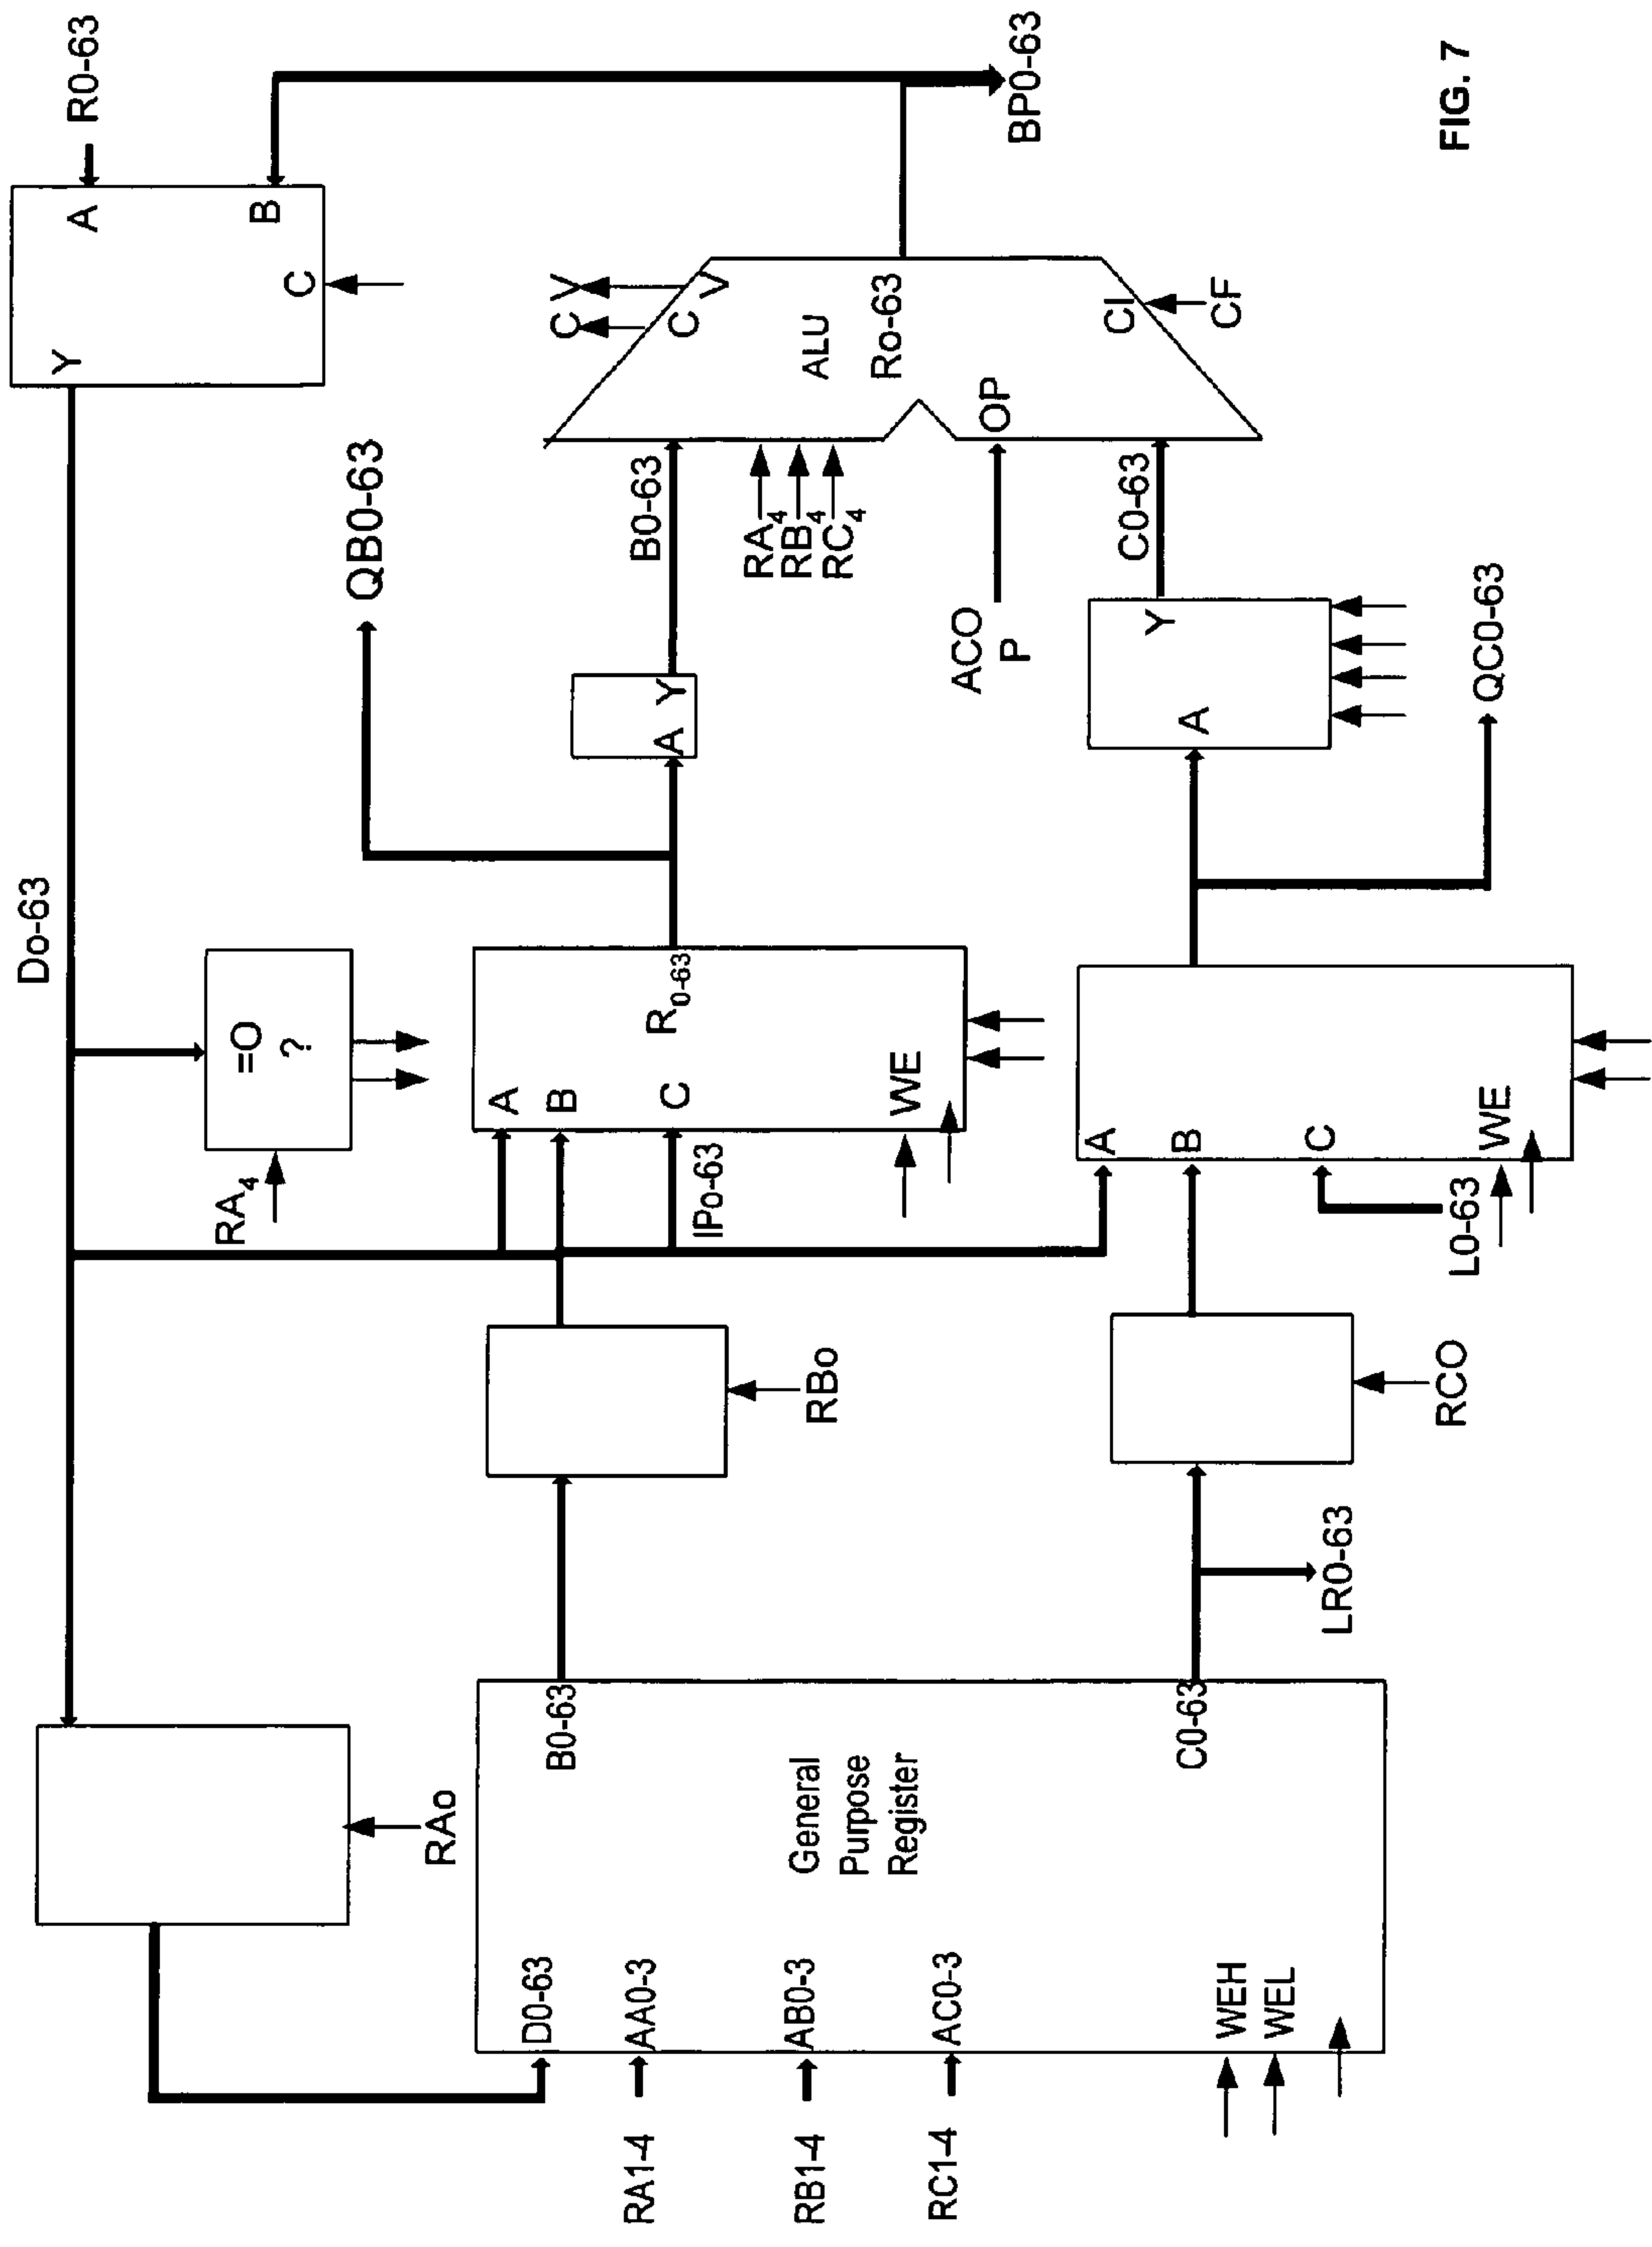 R0-63
A
B
C
Y
Do-63
BP0-63
FIG. 7
QB0-63
C V
C V
ALU
Ro-63
CI
CF
OP
B0-63
RA4
RB4
RC4
ACO
P
C0-63
A Y
Y
A
QC0-63
=O
?
RA4
A
B
C
R0-63
WE
IPo-63
A
B
C
WE
L0-63
RBo
RCO
LR0-63
RAo
B0-63
C0-63
General
Purpose
Register
D0-63
AA0-3
AB0-3
AC0-3
WEH
WEL
RA1-4
RB1-4
RC1-4